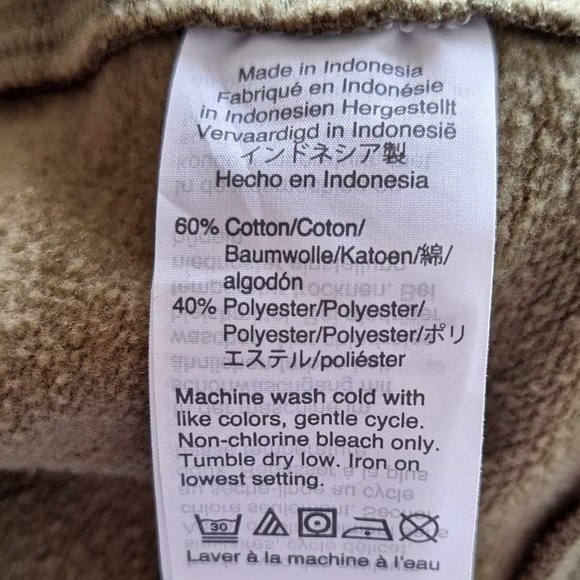 Made in Indonesia
Fabriqué en Indonésie
in Indonesien Hergestellt
Vervaardigd in Indonesië
インドネシア製
Hecho en Indonesia
60% Cotton/Coton/
Baumwolle/Katoen/綿/
algodón
40% Polyester/Polyester/
Polyester/Polyester/ポリ
エステル/poliéster
Machine wash cold with
like colors, gentle cycle.
Non-chlorine bleach only.
Tumble dry low. Iron on
lowest setting.
30
Laver à la machine à l'eau